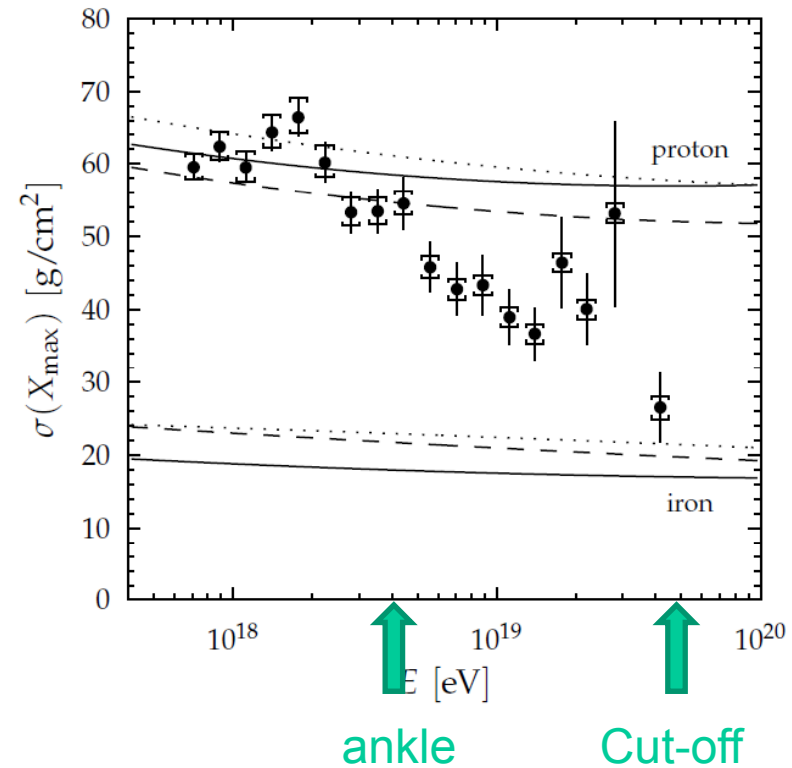 80
70
60
50
40
30
20
10
0
σ(Xmax) [g/cm²]
proton
iron
10¹⁸ 10¹⁹ 10²⁰
E [eV]
ankle Cut-off